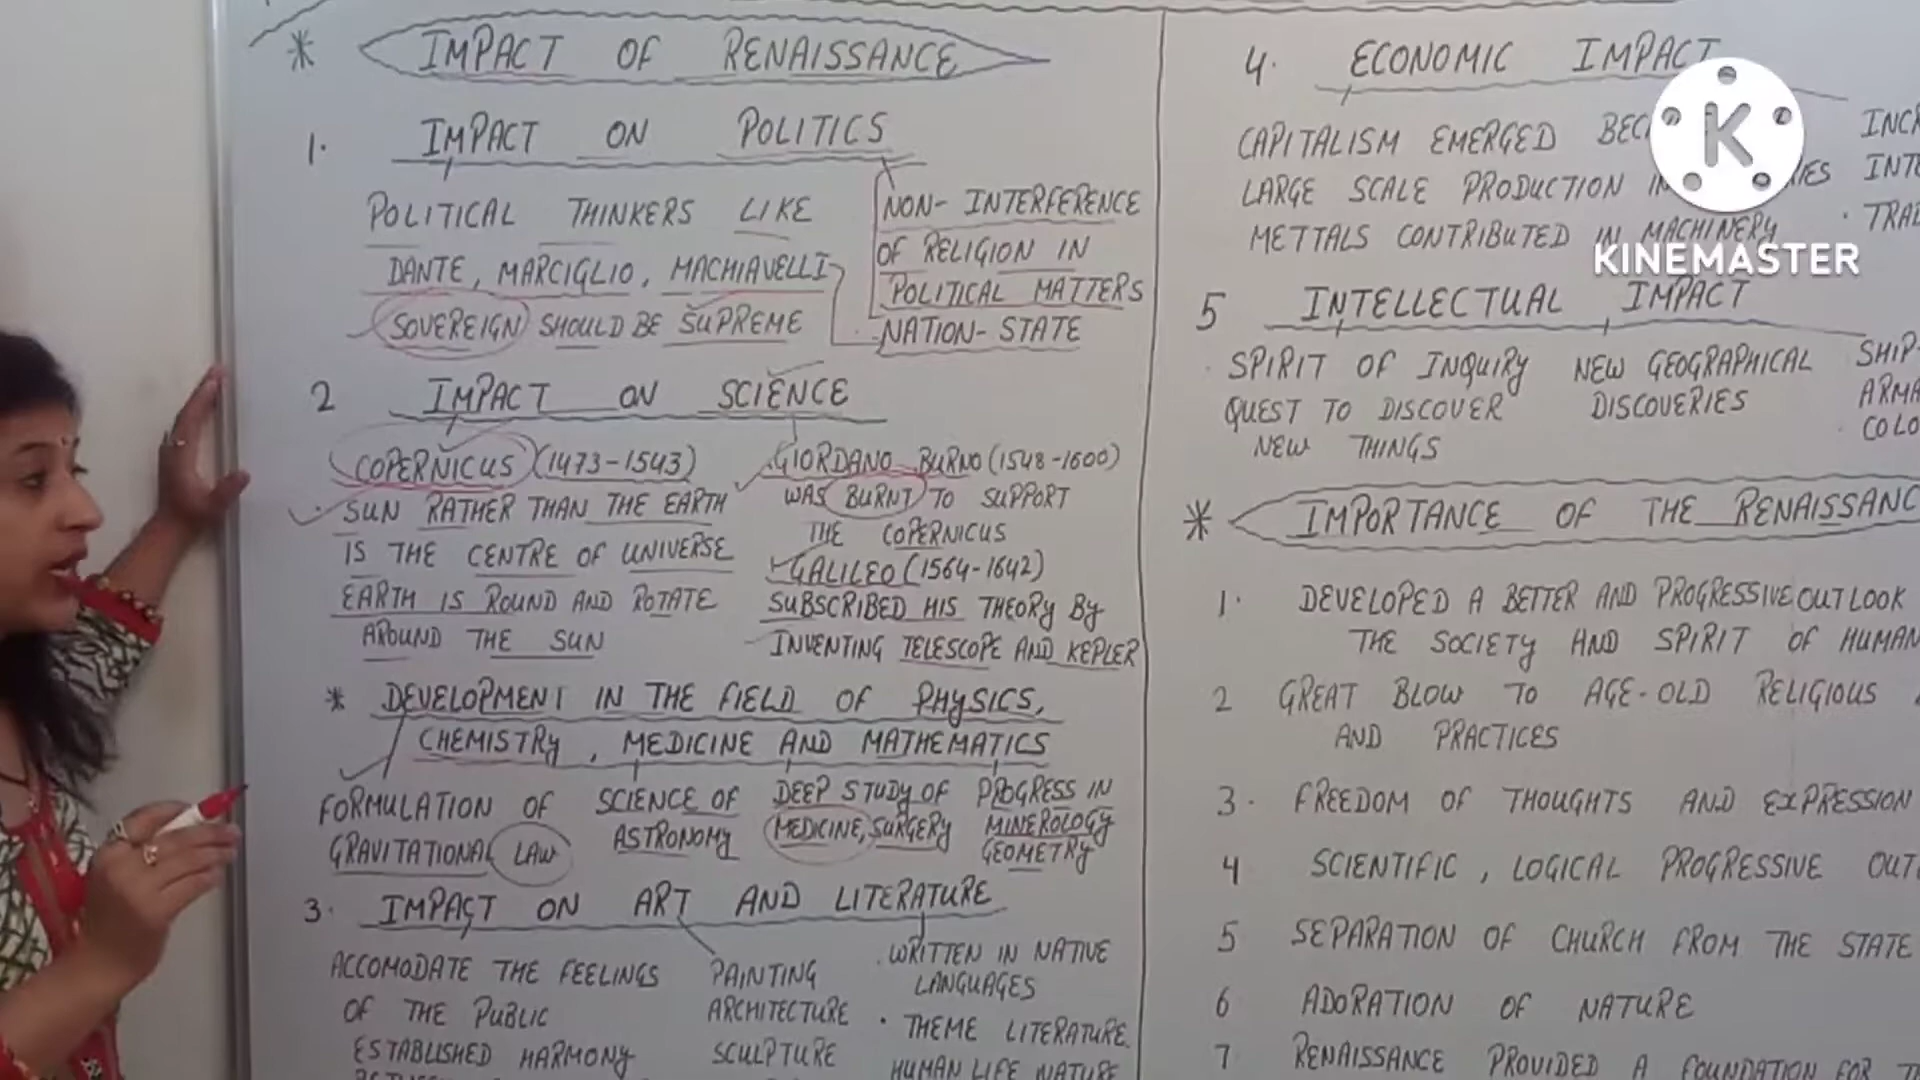 * IMPACT OF RENAISSANCE
1. IMPACT ON POLITICS
POLITICAL THINKERS LIKE
DANTE, MARCIGLIO, MACHIAVELLI
SOVEREIGN SHOULD BE SUPREME
NON-INTERFERENCE
OF RELIGION IN
POLITICAL MATTERS
NATION-STATE
2 IMPACT ON SCIENCE
COPERNICUS (1473-1543)
SUN RATHER THAN THE EARTH
IS THE CENTRE OF UNIVERSE
EARTH IS ROUND AND ROTATE
AROUND THE SUN
GIORDANO BURNO (1548-1600)
WAS BURNT TO SUPPORT
THE COPERNICUS
GALILEO (1564-1642)
SUBSCRIBED HIS THEORY BY
INVENTING TELESCOPE AND KEPLER
* DEVELOPMENT IN THE FIELD OF PHYSICS,
CHEMISTRY, MEDICINE AND MATHEMATICS
FORMULATION OF
GRAVITATIONAL LAW
SCIENCE OF
ASTRONOMY
DEEP STUDY OF
MEDICINE, SURGERY
PROGRESS IN
MINEROLOGY
GEOMETRY
3. IMPACT ON ART AND LITERATURE
ACCOMODATE THE FEELINGS
OF THE PUBLIC
ESTABLISHED HARMONY
PAINTING
ARCHITECTURE
SCULPTURE
. WRITTEN IN NATIVE
LANGUAGES
. THEME LITERATURE
HUMAN LIFE NATURE
4. ECONOMIC IMPACT
CAPITALISM EMERGED
LARGE SCALE PRODUCTION
METTALS CONTRIBUTED IN MACHINERY
K
KINEMASTER
5 INTELLECTUAL IMPACT
. SPIRIT OF INQUIRY
QUEST TO DISCOVER
NEW THINGS
NEW GEOGRAPHICAL
DISCOVERIES
SHIP-
* IMPORTANCE OF THE RENAISSANC
1. DEVELOPED A BETTER AND PROGRESSIVE OUTLOOK
THE SOCIETY AND SPIRIT OF HUMAN
2 GREAT BLOW TO AGE-OLD RELIGIOUS
AND PRACTICES
3. FREEDOM OF THOUGHTS AND EXPRESSION
4 SCIENTIFIC, LOGICAL PROGRESSIVE OUT
5 SEPARATION OF CHURCH FROM THE STATE
6 ADORATION OF NATURE
7 RENAISSANCE PROVIDED A FOUNDATION FOR